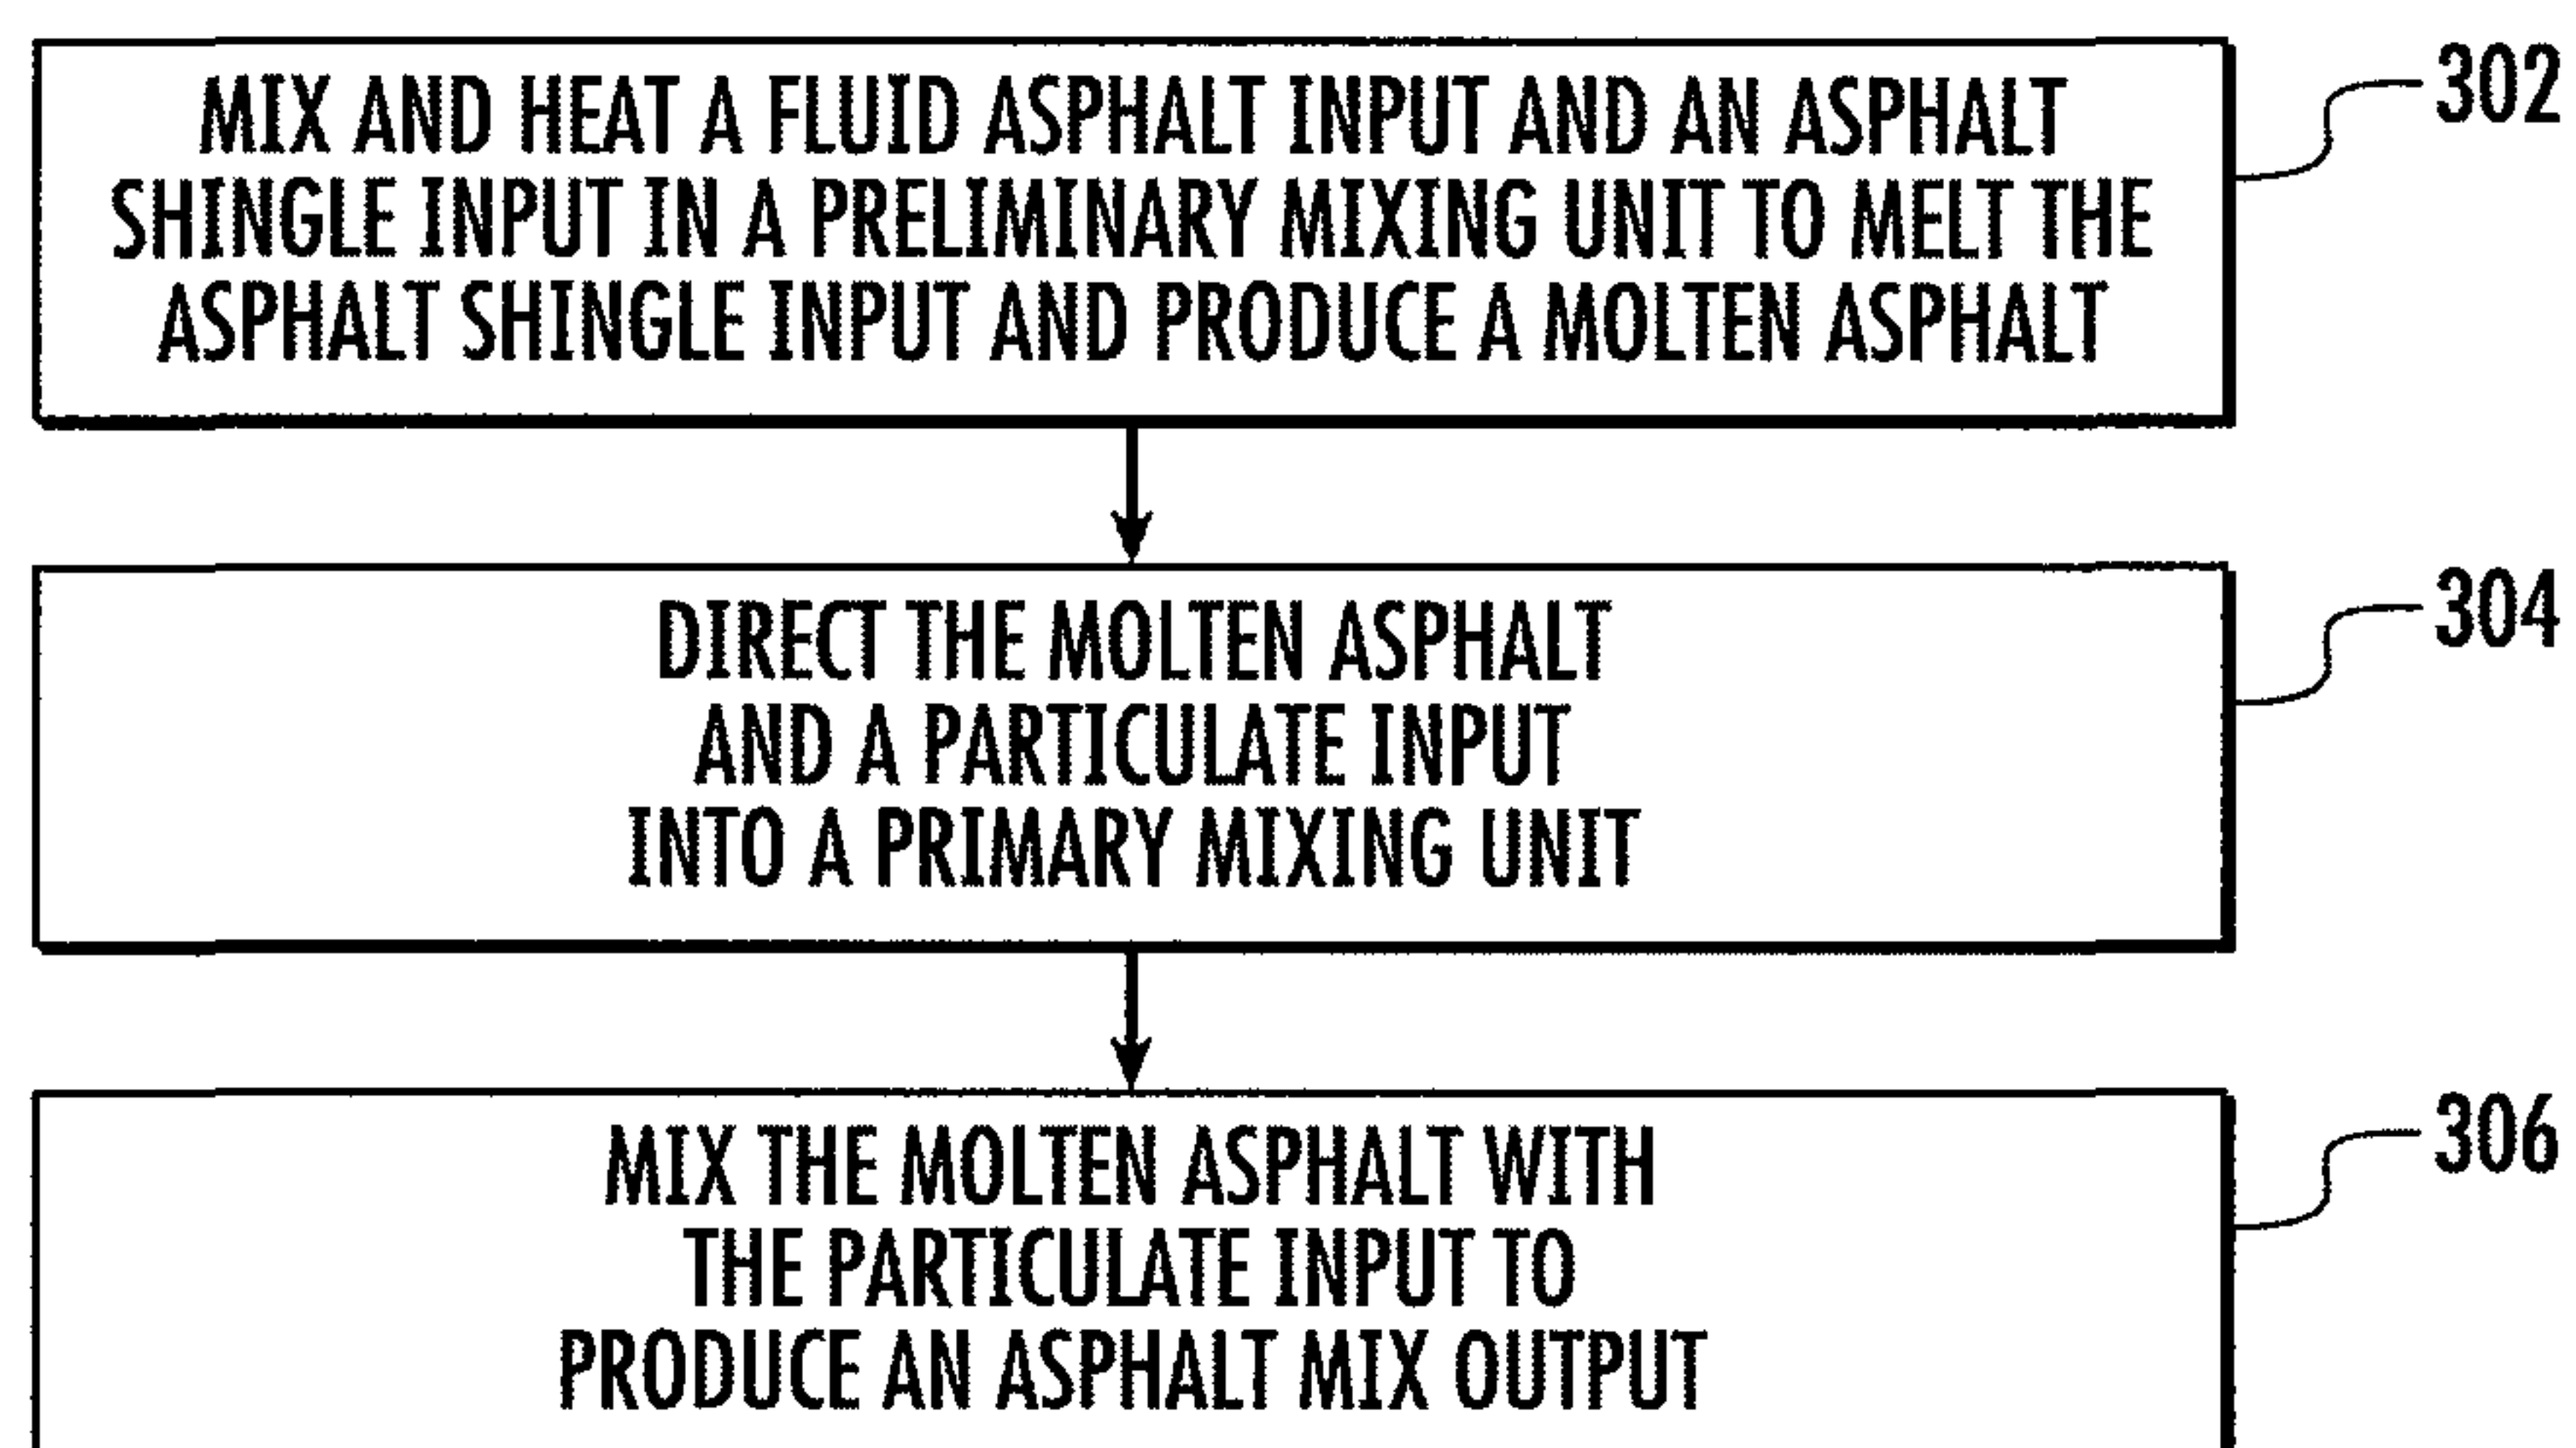 MIX AND HEAT A FLUID ASPHALT INPUT AND AN ASPHALT
SHINGLE INPUT IN A PRELIMINARY MIXING UNIT TO MELT THE
ASPHALT SHINGLE INPUT AND PRODUCE A MOLTEN ASPHALT
302
DIRECT THE MOLTEN ASPHALT
AND A PARTICULATE INPUT
INTO A PRIMARY MIXING UNIT
304
MIX THE MOLTEN ASPHALT WITH
THE PARTICULATE INPUT TO
PRODUCE AN ASPHALT MIX OUTPUT
306